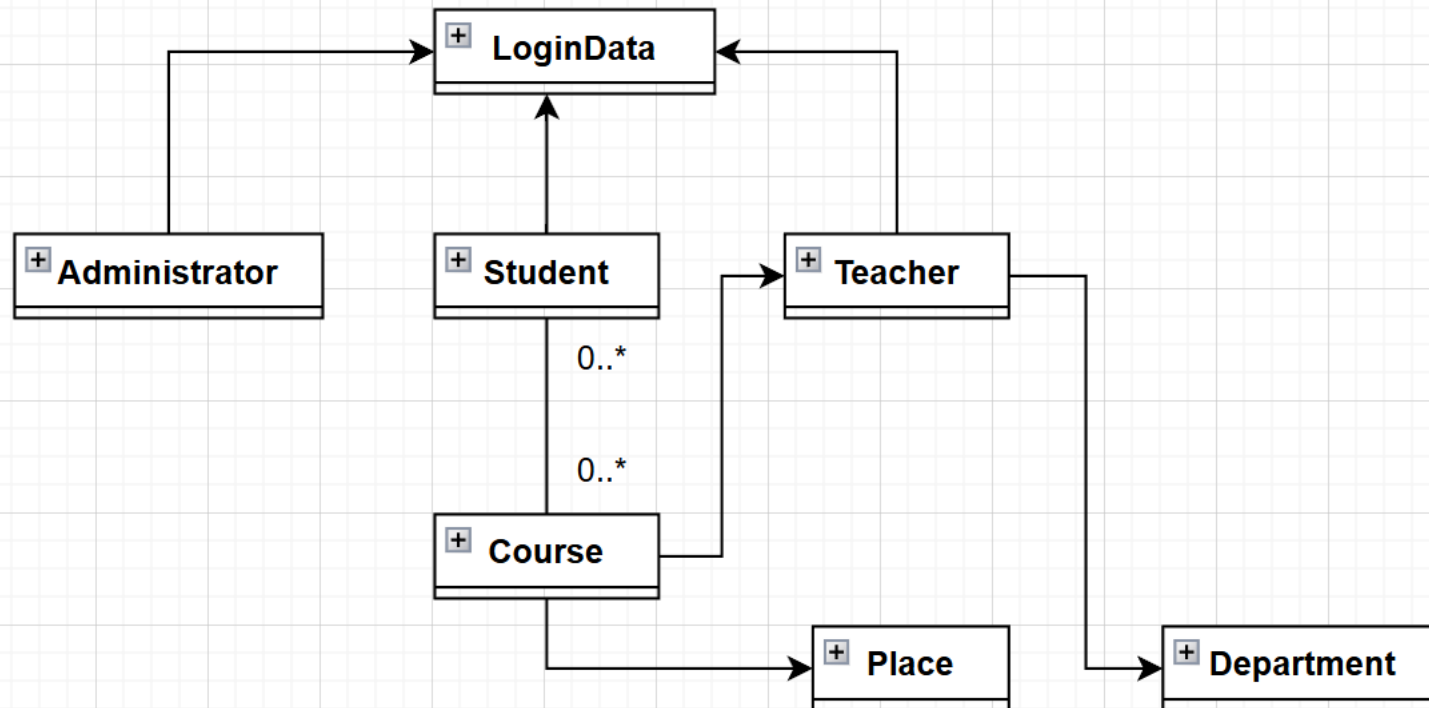 LoginData
Administrator
Student
Teacher
0..*
0..*
Course
Place
Department